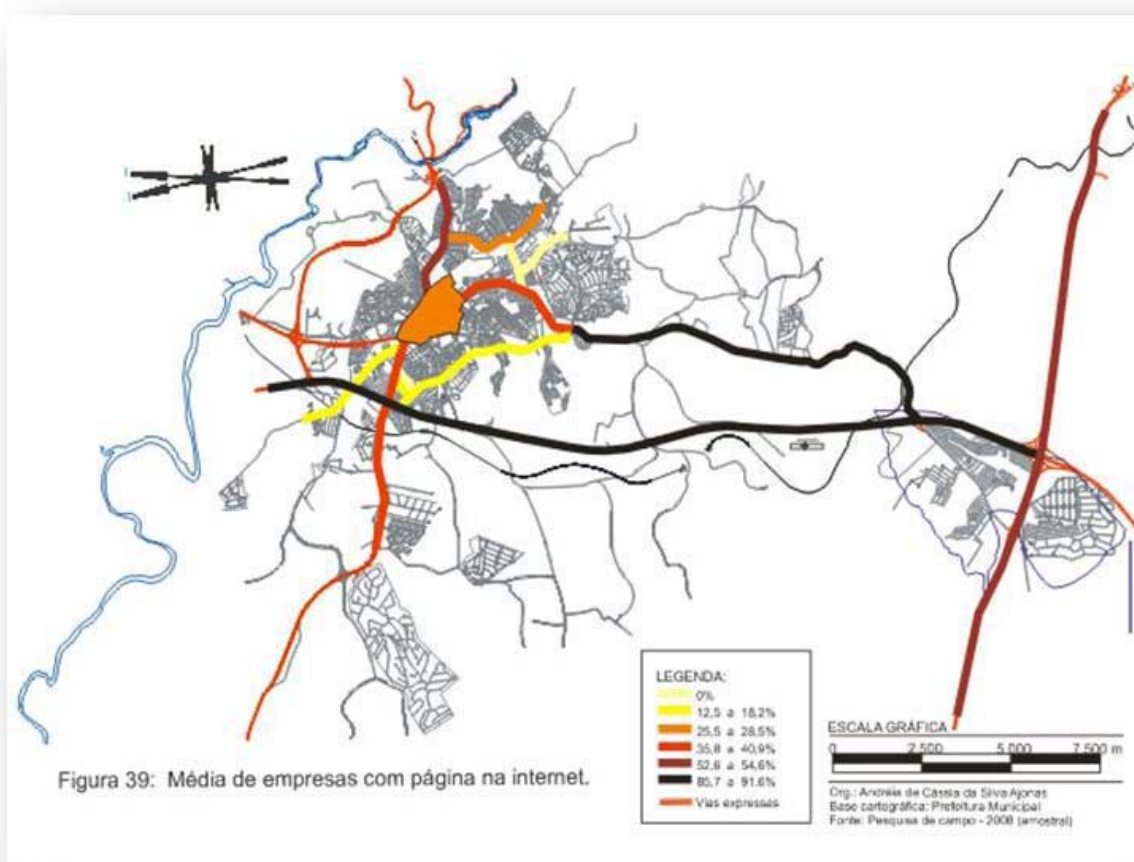 LEGENDA:
0%
12,5 a 18,2%
25,5 a 28,5%
35,8 a 40,9%
52,6 a 54,6%
85,7 a 91,6%
Vias expressas
ESCALA GRÁFICA
0 2.500 5.000 7.500 m
Org.: Andréia de Cássia da Silva Ajonas
Base cartográfica: Prefeitura Municipal
Fonte: Pesquisa de campo - 2008 (amostral)
Figura 39: Média de empresas com página na internet.